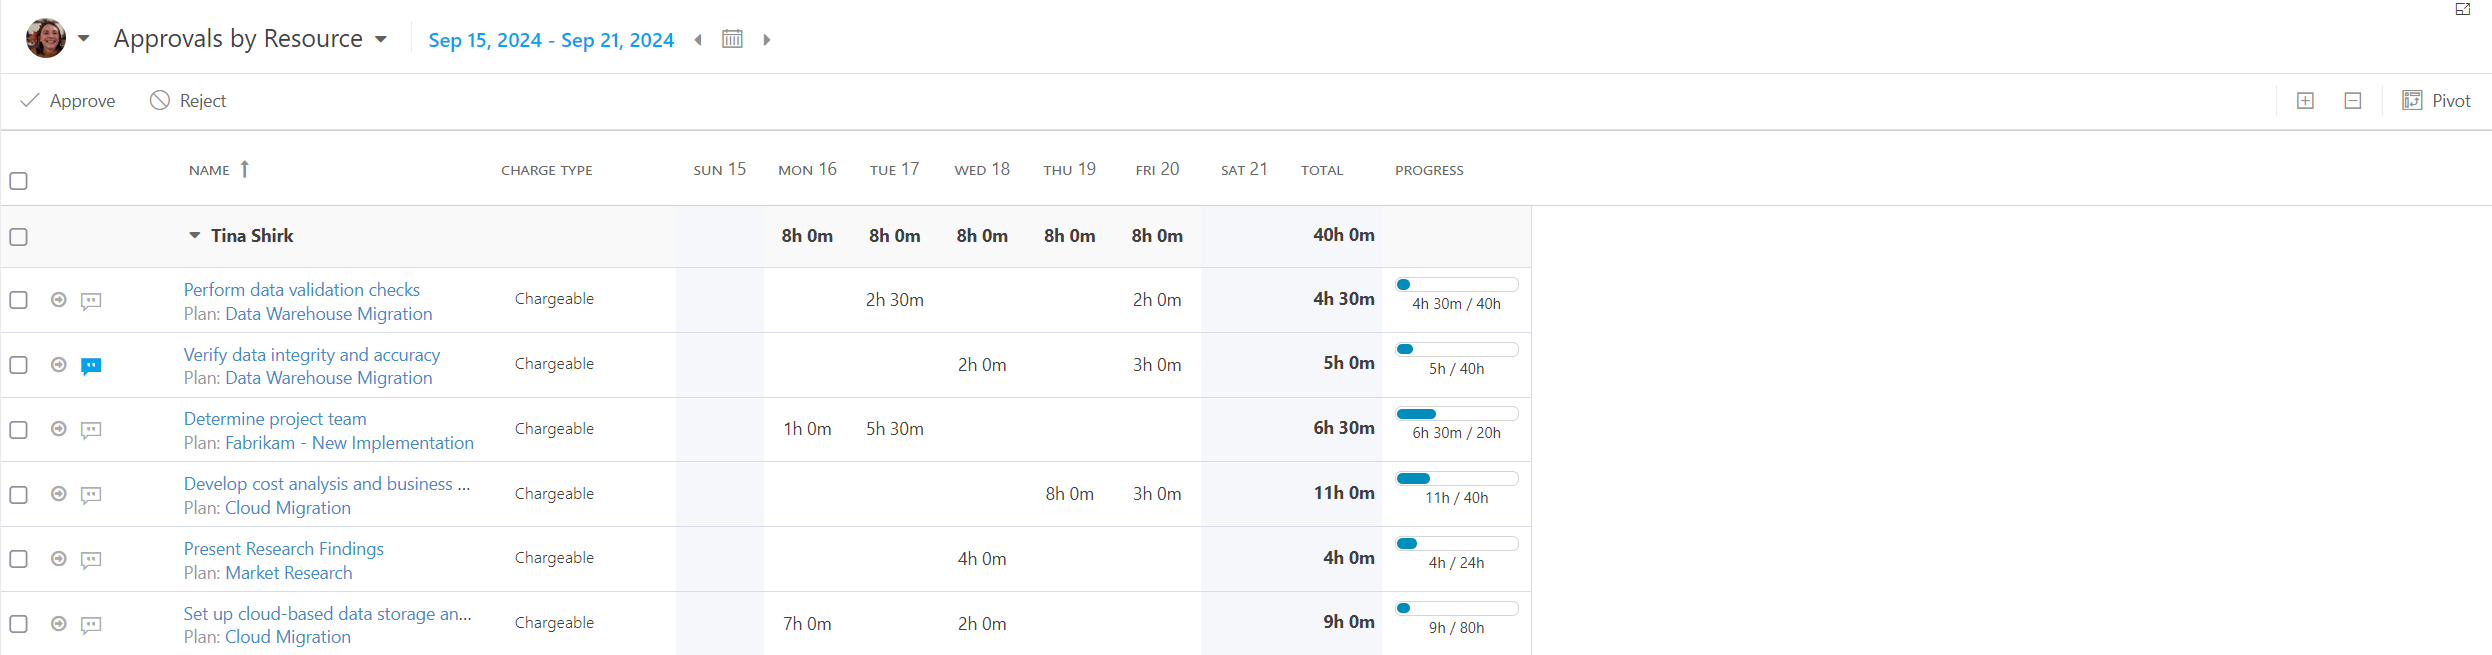 Approvals by Resource
Sep 15, 2024 - Sep 21, 2024
Approve Reject Pivot
NAME CHARGE TYPE SUN 15 MON 16 TUE 17 WED 18 THU 19 FRI 20 SAT 21 TOTAL PROGRESS
Tina Shirk 8h 0m 8h 0m 8h 0m 8h 0m 8h 0m 40h 0m
Perform data validation checks
Plan: Data Warehouse Migration
Chargeable 2h 30m 2h 0m 4h 30m
4h 30m / 40h
Verify data integrity and accuracy
Plan: Data Warehouse Migration
Chargeable 2h 0m 3h 0m 5h 0m
5h / 40h
Determine project team
Plan: Fabrikam - New Implementation
Chargeable 1h 0m 5h 30m 6h 30m
6h 30m / 20h
Develop cost analysis and business ...
Plan: Cloud Migration
Chargeable 8h 0m 3h 0m 11h 0m
11h / 40h
Present Research Findings
Plan: Market Research
Chargeable 4h 0m 4h 0m
4h / 24h
Set up cloud-based data storage an...
Plan: Cloud Migration
Chargeable 7h 0m 2h 0m 9h 0m
9h / 80h